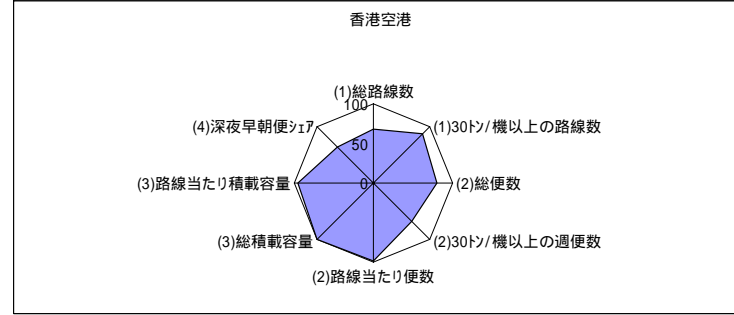 香港空港
(1)総路線数
100
(4)深夜早朝便ｼｪｱ
(1)30ﾄﾝ/機以上の路線数
50
(3)路線当たり積載容量
0
(2)総便数
(3)総積載容量
(2)30ﾄﾝ/機以上の週便数
(2)路線当たり便数